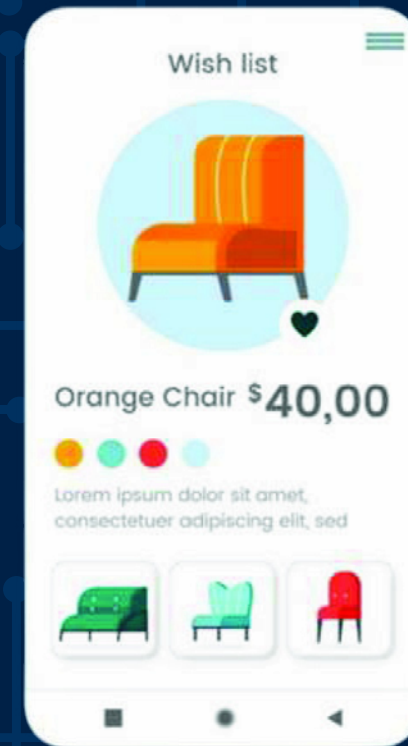 Wish list
Orange Chair $40,00
Lorem ipsum dolor sit amet,
consectetuer adipiscing elit, sed